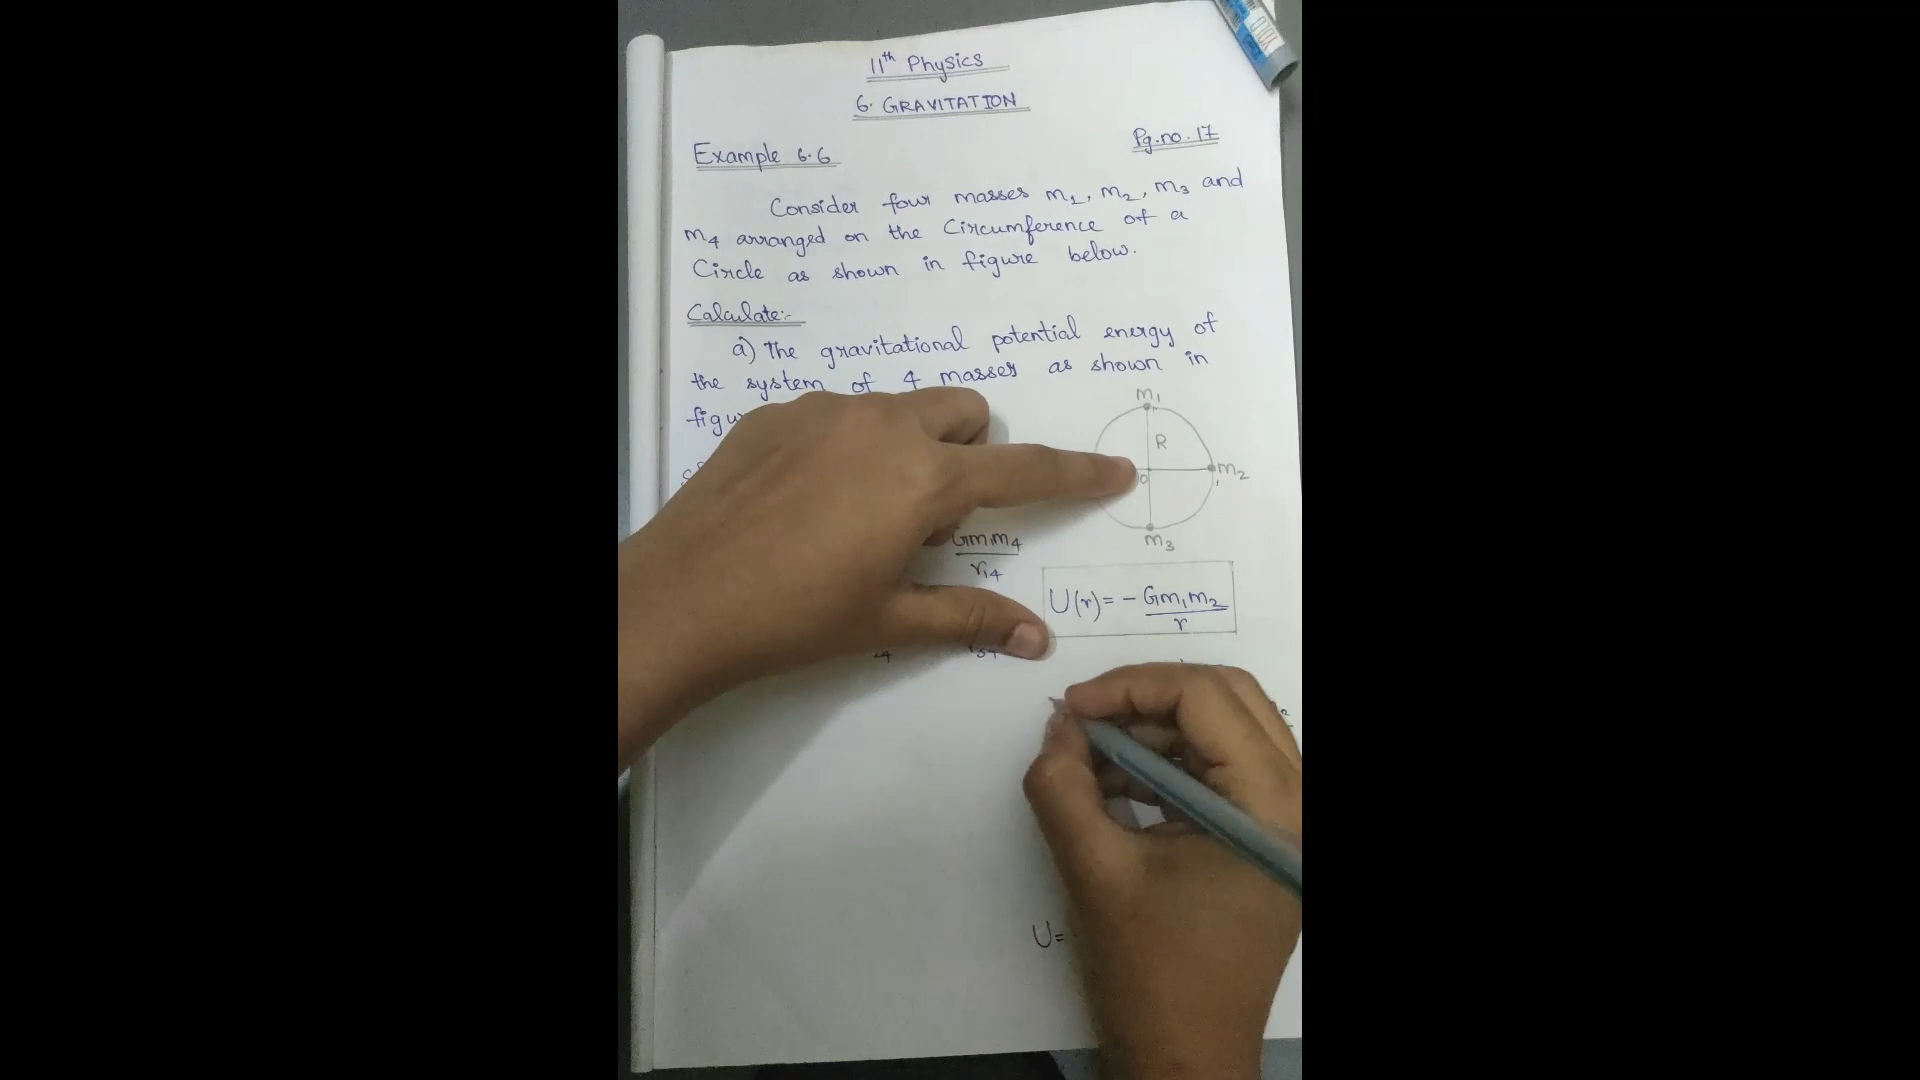 11th Physics
6. GRAVITATION
Example 6.6
Pg.no. 17
Consider four masses m₁, m₂, m₃ and
m₄ arranged on the Circumference of a
Circle as shown in figure below.
Calculate:-
a) The gravitational potential energy of
the system of 4 masses as shown in
m₁
R
m₂
O
m₃
Gm₁m₄
r₁₄
U(r) = - Gm₁m₂
r
U=